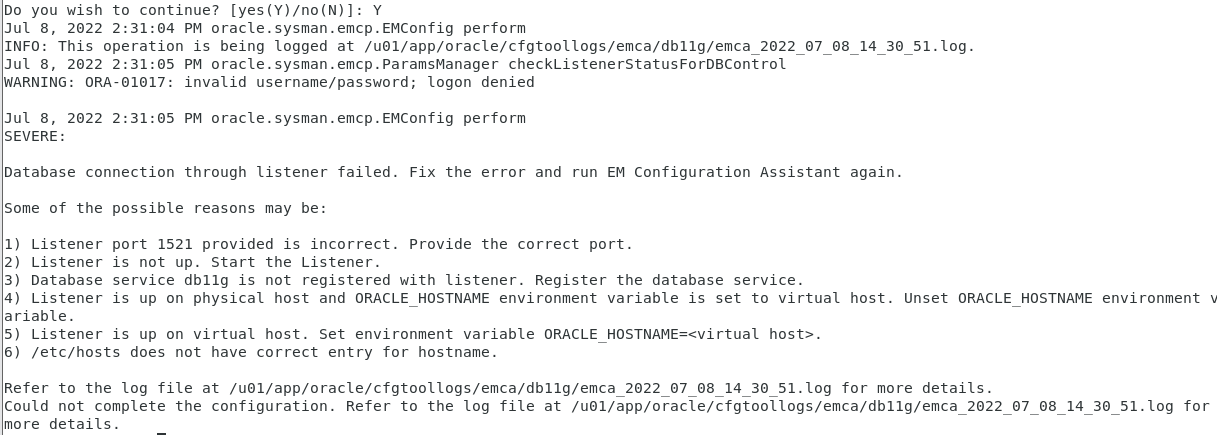 Do you wish to continue? [yes(Y)/no(N)]: Y
Jul 8, 2022 2:31:04 PM oracle.sysman.emcp.EMConfig perform
INFO: This operation is being logged at /u01/app/oracle/cfgtoollogs/emca/db11g/emca_2022_07_08_14_30_51.log.
Jul 8, 2022 2:31:05 PM oracle.sysman.emcp.ParamsManager checkListenerStatusForDBControl
WARNING: ORA-01017: invalid username/password; logon denied
Jul 8, 2022 2:31:05 PM oracle.sysman.emcp.EMConfig perform
SEVERE:
Database connection through listener failed. Fix the error and run EM Configuration Assistant again.
Some of the possible reasons may be:
1) Listener port 1521 provided is incorrect. Provide the correct port.
2) Listener is not up. Start the Listener.
3) Database service db11g is not registered with listener. Register the database service.
4) Listener is up on physical host and ORACLE_HOSTNAME environment variable is set to virtual host. Unset ORACLE_HOSTNAME environment v
ariable.
5) Listener is up on virtual host. Set environment variable ORACLE_HOSTNAME=<virtual host>.
6) /etc/hosts does not have correct entry for hostname.
Refer to the log file at /u01/app/oracle/cfgtoollogs/emca/db11g/emca_2022_07_08_14_30_51.log for more details.
Could not complete the configuration. Refer to the log file at /u01/app/oracle/cfgtoollogs/emca/db11g/emca_2022_07_08_14_30_51.log for
more details.